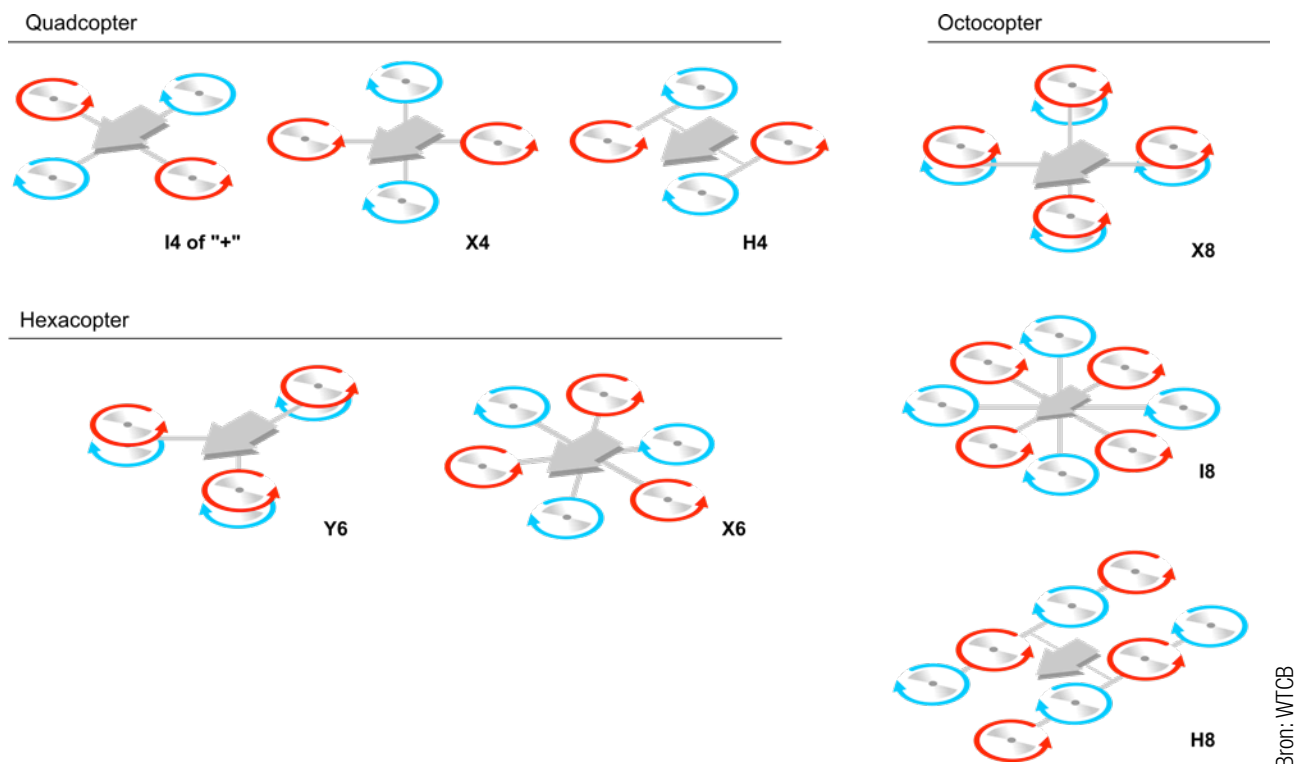 Quadcopter
Octocopter
I4 of "+"
X4
H4
X8
Hexacopter
Y6
X6
I8
H8
Bron: WTCB